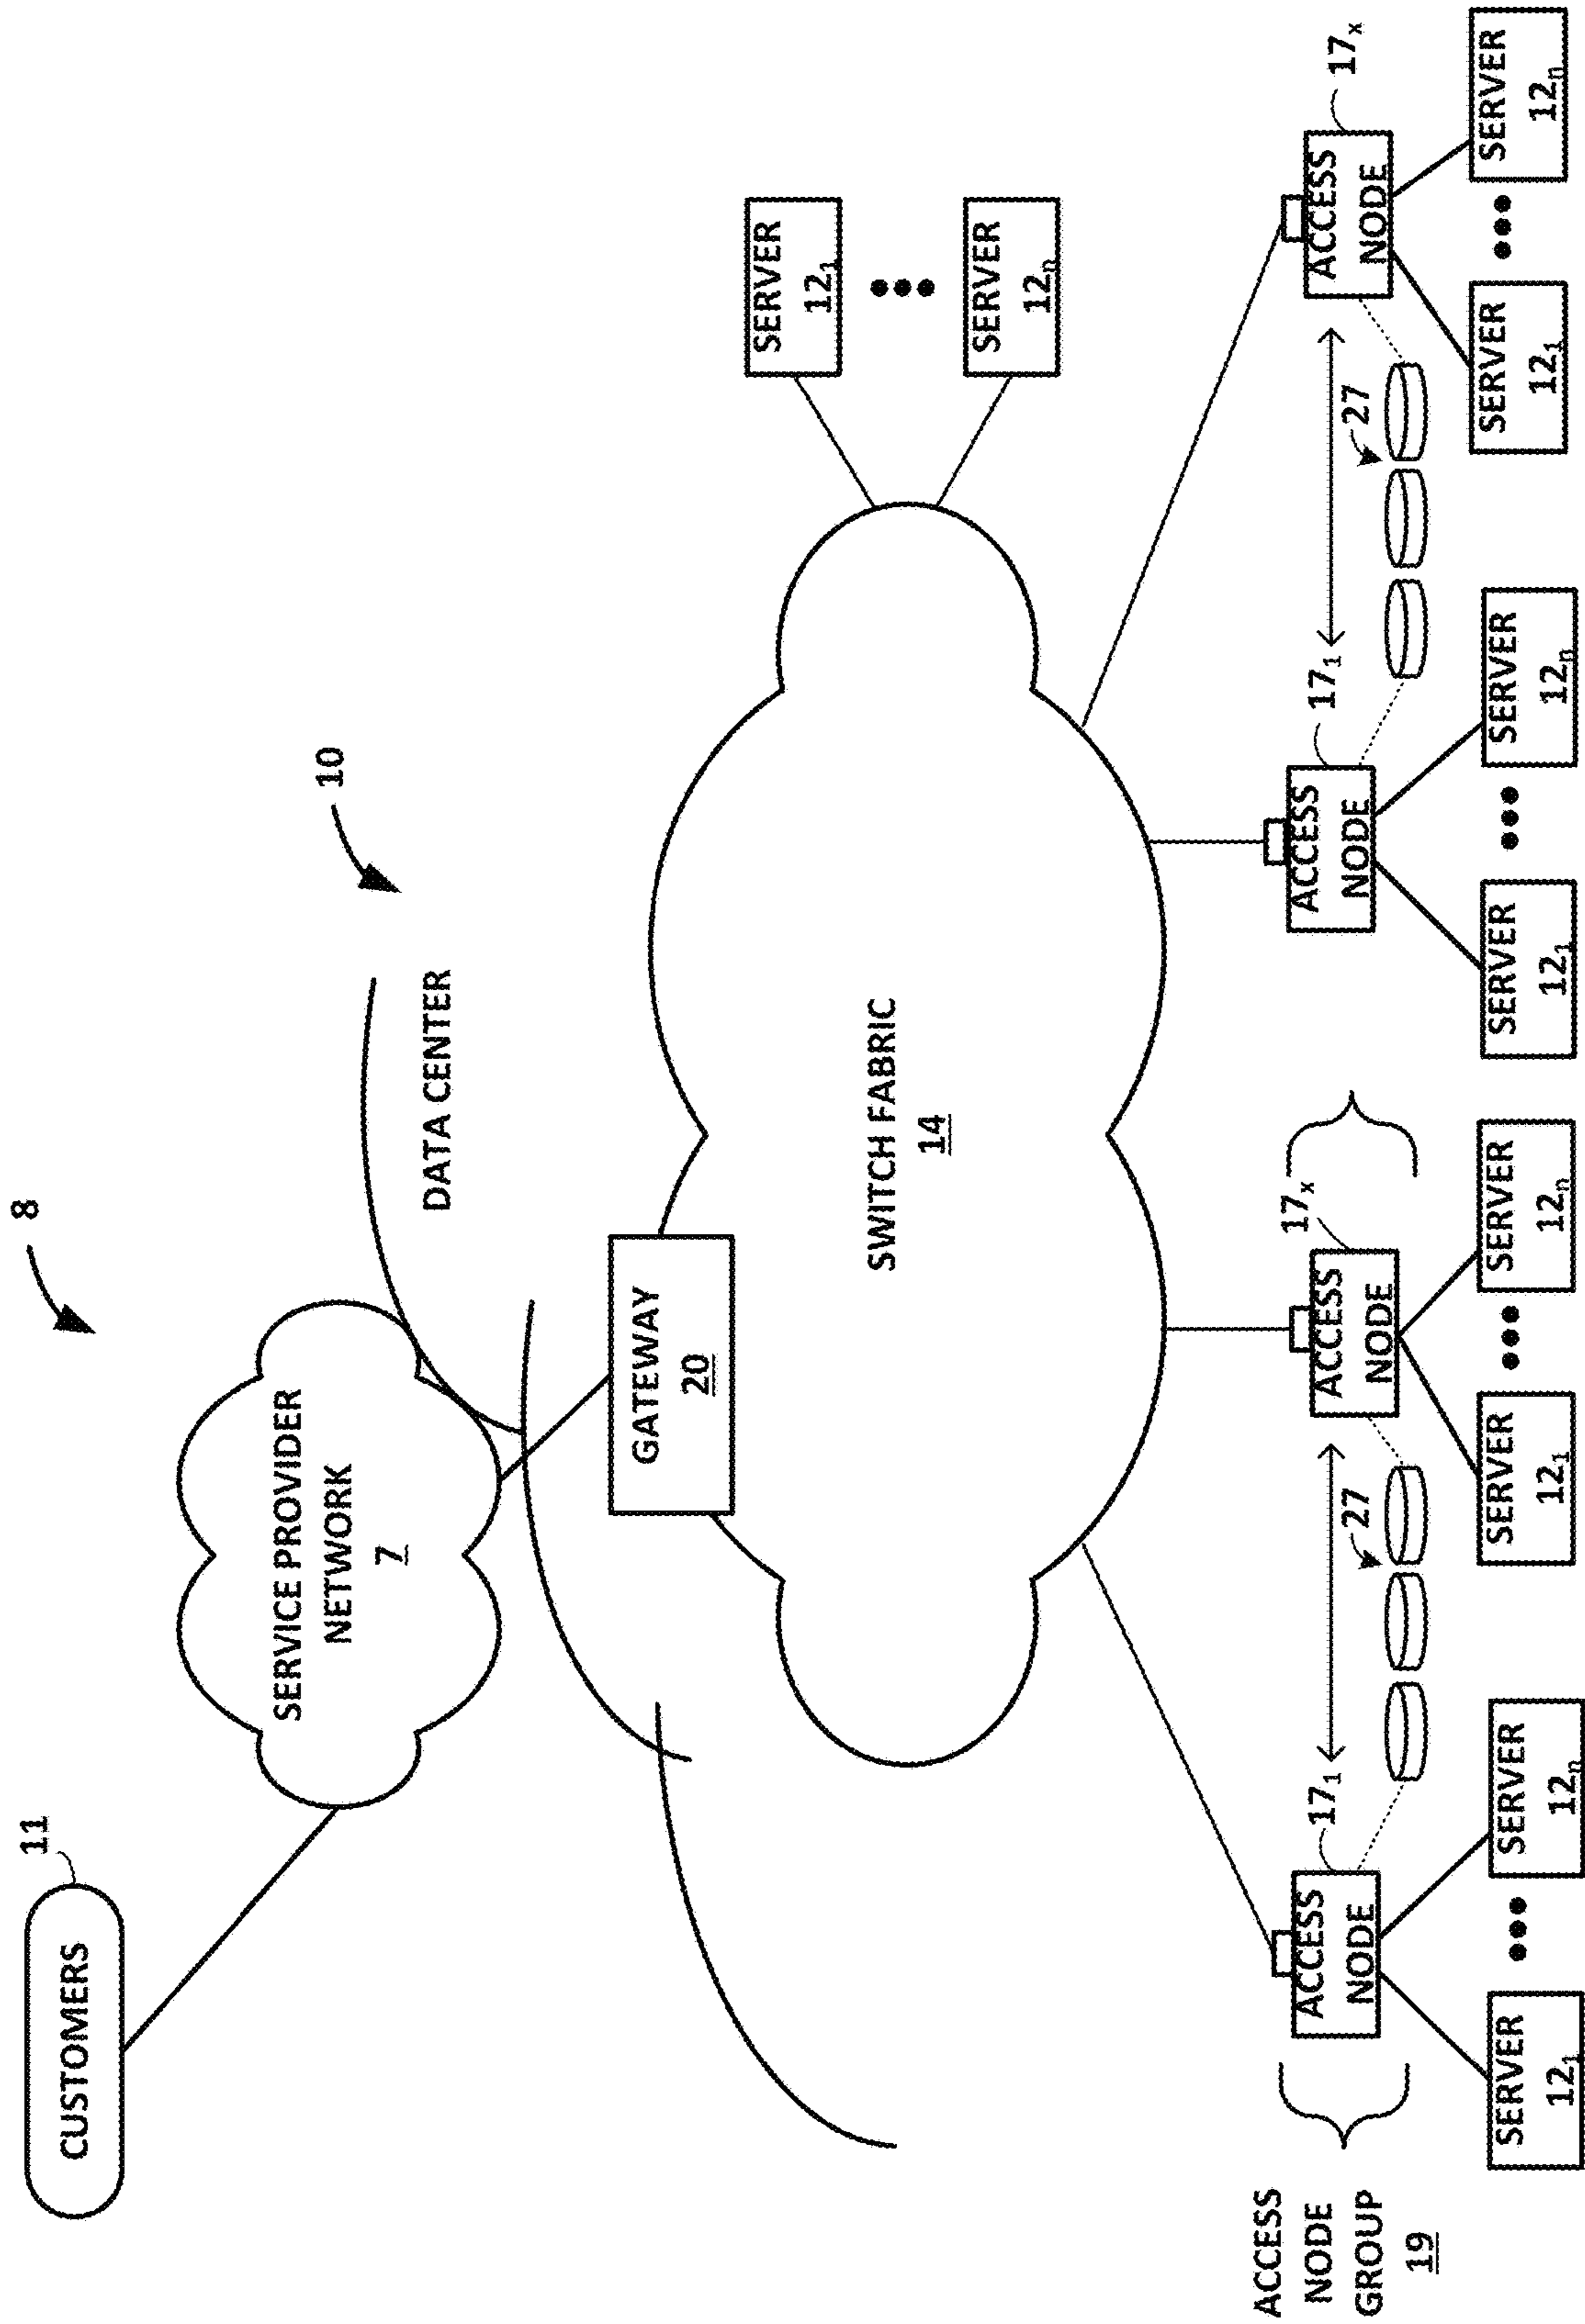 8
CUSTOMERS
11
SERVICE PROVIDER
NETWORK
7
10
DATA CENTER
GATEWAY
20
SWITCH FABRIC
14
SERVER
12₁
SERVER
12ₙ
ACCESS
NODE
GROUP
19
ACCESS
NODE
17₁
27
ACCESS
NODE
17ₓ
ACCESS
NODE
17₁
27
ACCESS
NODE
17ₓ
SERVER
12₁
SERVER
12ₙ
SERVER
12₁
SERVER
12ₙ
SERVER
12₁
SERVER
12ₙ
SERVER
12₁
SERVER
12ₙ